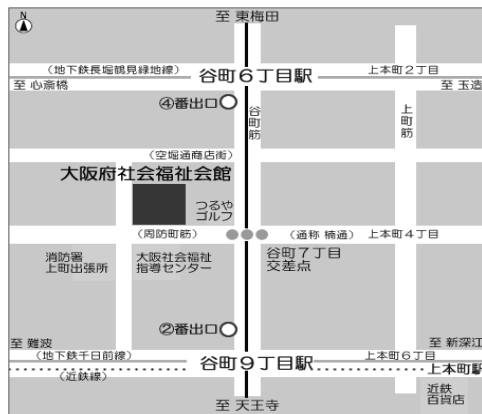 N
至 東梅田
(地下鉄長堀鶴見緑地線)
谷町6丁目駅
上本町2丁目
至 心斎橋
至 玉造
④番出口
谷町筋
上町筋
(空堀通商店街)
大阪府社会福祉会館
つるや
ゴルフ
(周防町筋)
(通称 楠通)
上本町4丁目
消防署
上町出張所
大阪社会福祉
指導センター
谷町7丁目
交差点
②番出口
至 難波
至 新深江
(地下鉄千日前線)
谷町9丁目駅
上本町6丁目
(近鉄線)
上本町駅
近鉄
百貨店
至 天王寺